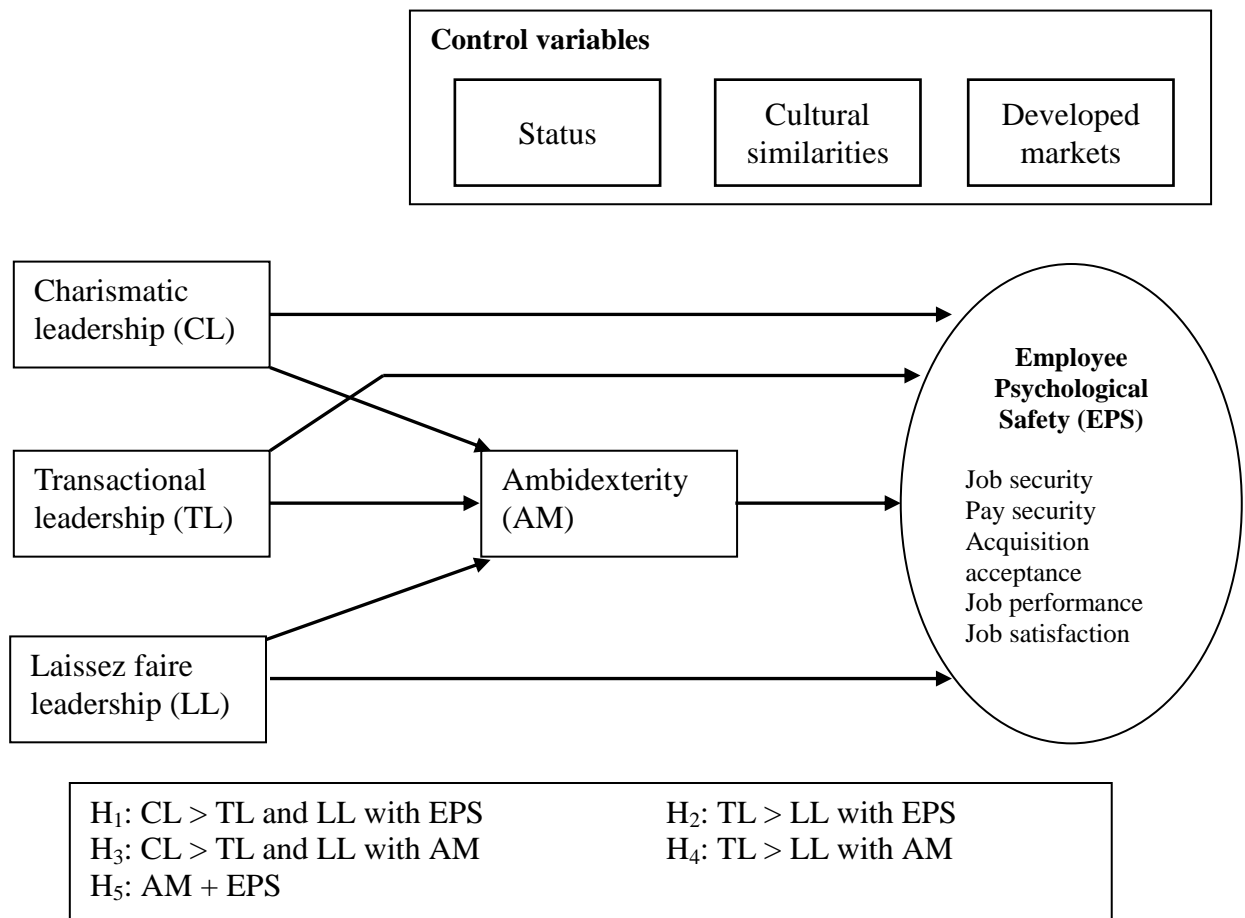 Control variables
Status
Cultural
similarities
Developed
markets
Charismatic
leadership (CL)
Transactional
leadership (TL)
Laissez faire
leadership (LL)
Ambidexterity
(AM)
Employee
Psychological
Safety (EPS)
Job security
Pay security
Acquisition
acceptance
Job performance
Job satisfaction
H₁: CL > TL and LL with EPS
H₂: TL > LL with EPS
H₃: CL > TL and LL with AM
H₄: TL > LL with AM
H₅: AM + EPS